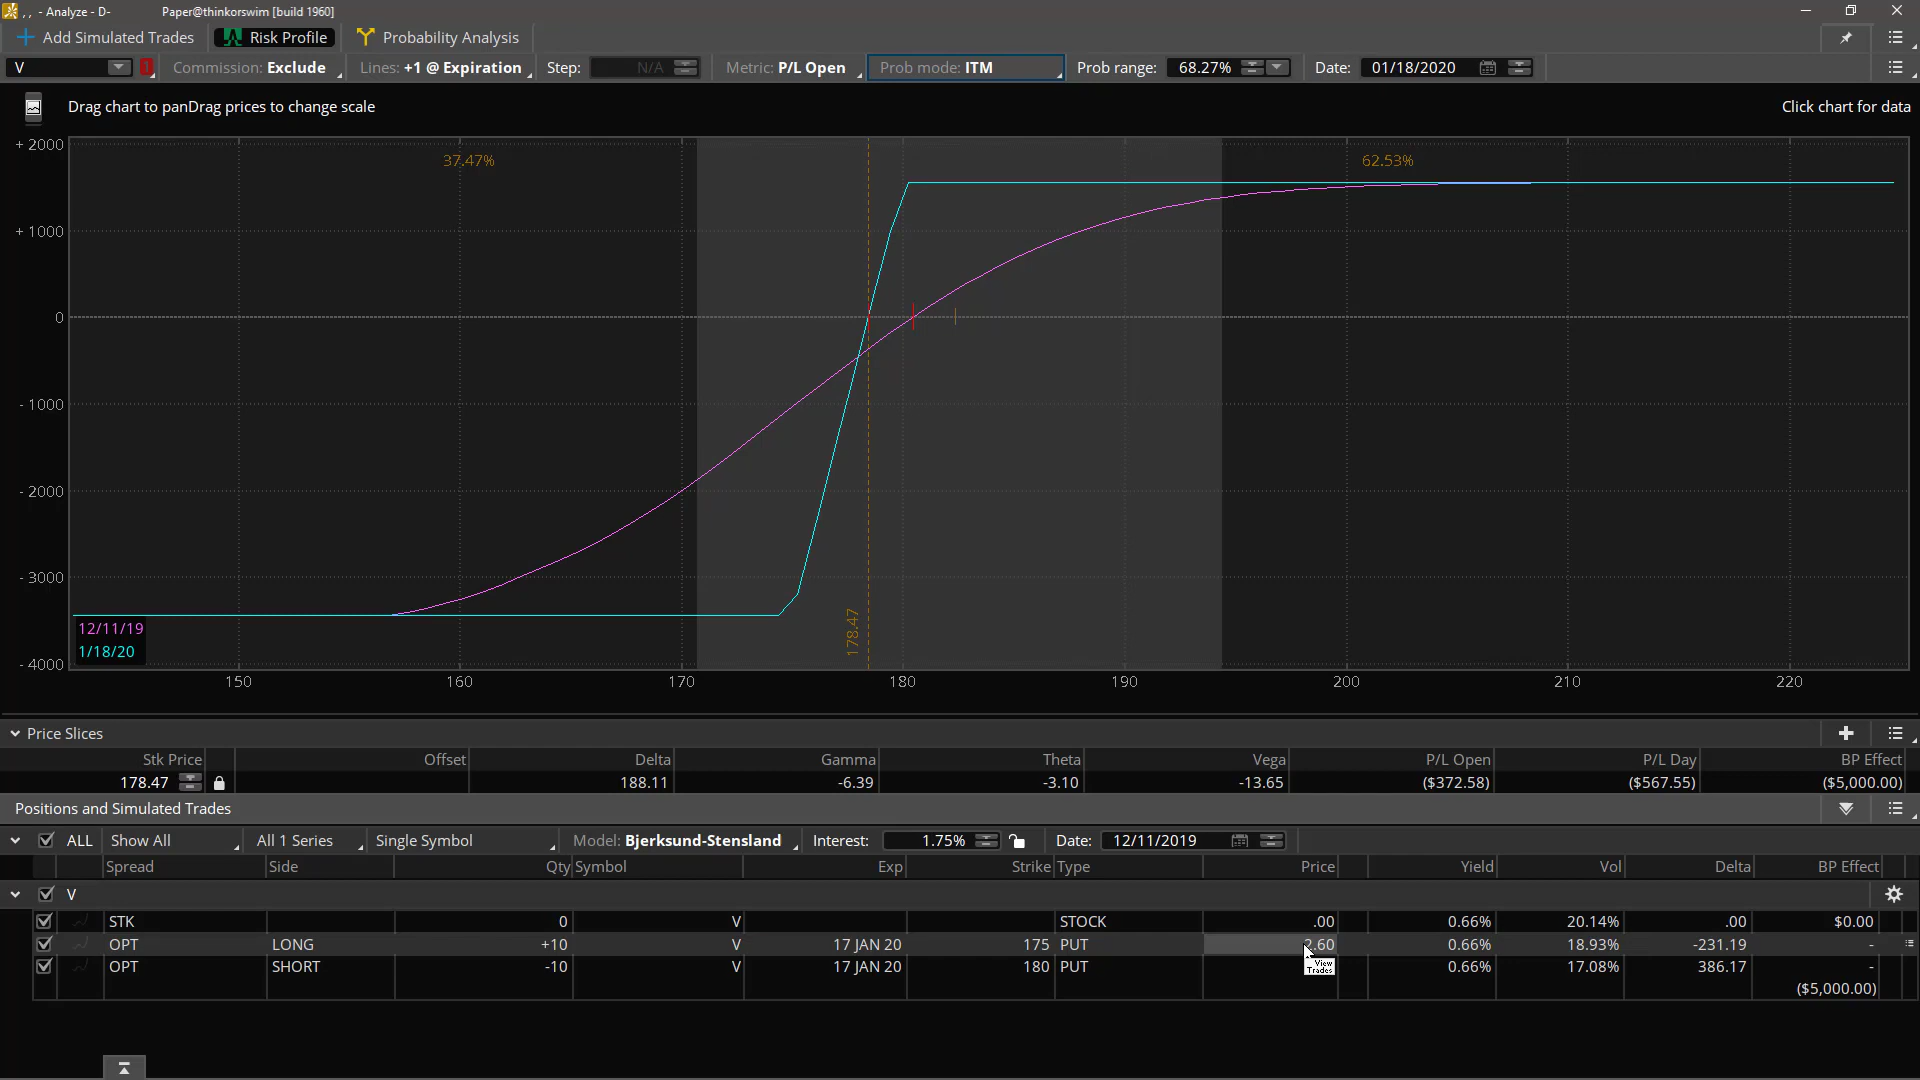 ,, - Analyze - D- Paper@thinkorswim [build 1960]
Add Simulated Trades Risk Profile Probability Analysis
V 1 Commission: Exclude Lines: +1 @ Expiration Step: N/A Metric: P/L Open Prob mode: ITM Prob range: 68.27% Date: 01/18/2020
Drag chart to panDrag prices to change scale Click chart for data
+ 2000
37.47% 62.53%
+ 1000
0
- 1000
- 2000
- 3000
178.47
12/11/19
1/18/20
- 4000
150 160 170 180 190 200 210 220
Price Slices
Stk Price Offset Delta Gamma Theta Vega P/L Open P/L Day BP Effect
178.47 188.11 -6.39 -3.10 -13.65 ($372.58) ($567.55) ($5,000.00)
Positions and Simulated Trades
ALL Show All All 1 Series Single Symbol Model: Bjerksund-Stensland Interest: 1.75% Date: 12/11/2019
Spread Side Qty Symbol Exp Strike Type Price Yield Vol Delta BP Effect
V
STK 0 V STOCK .00 0.66% 20.14% .00 $0.00
OPT LONG +10 V 17 JAN 20 175 PUT 2.60 0.66% 18.93% -231.19 -
OPT SHORT -10 V 17 JAN 20 180 PUT 0.66% 17.08% 386.17 -
View
Trades
($5,000.00)